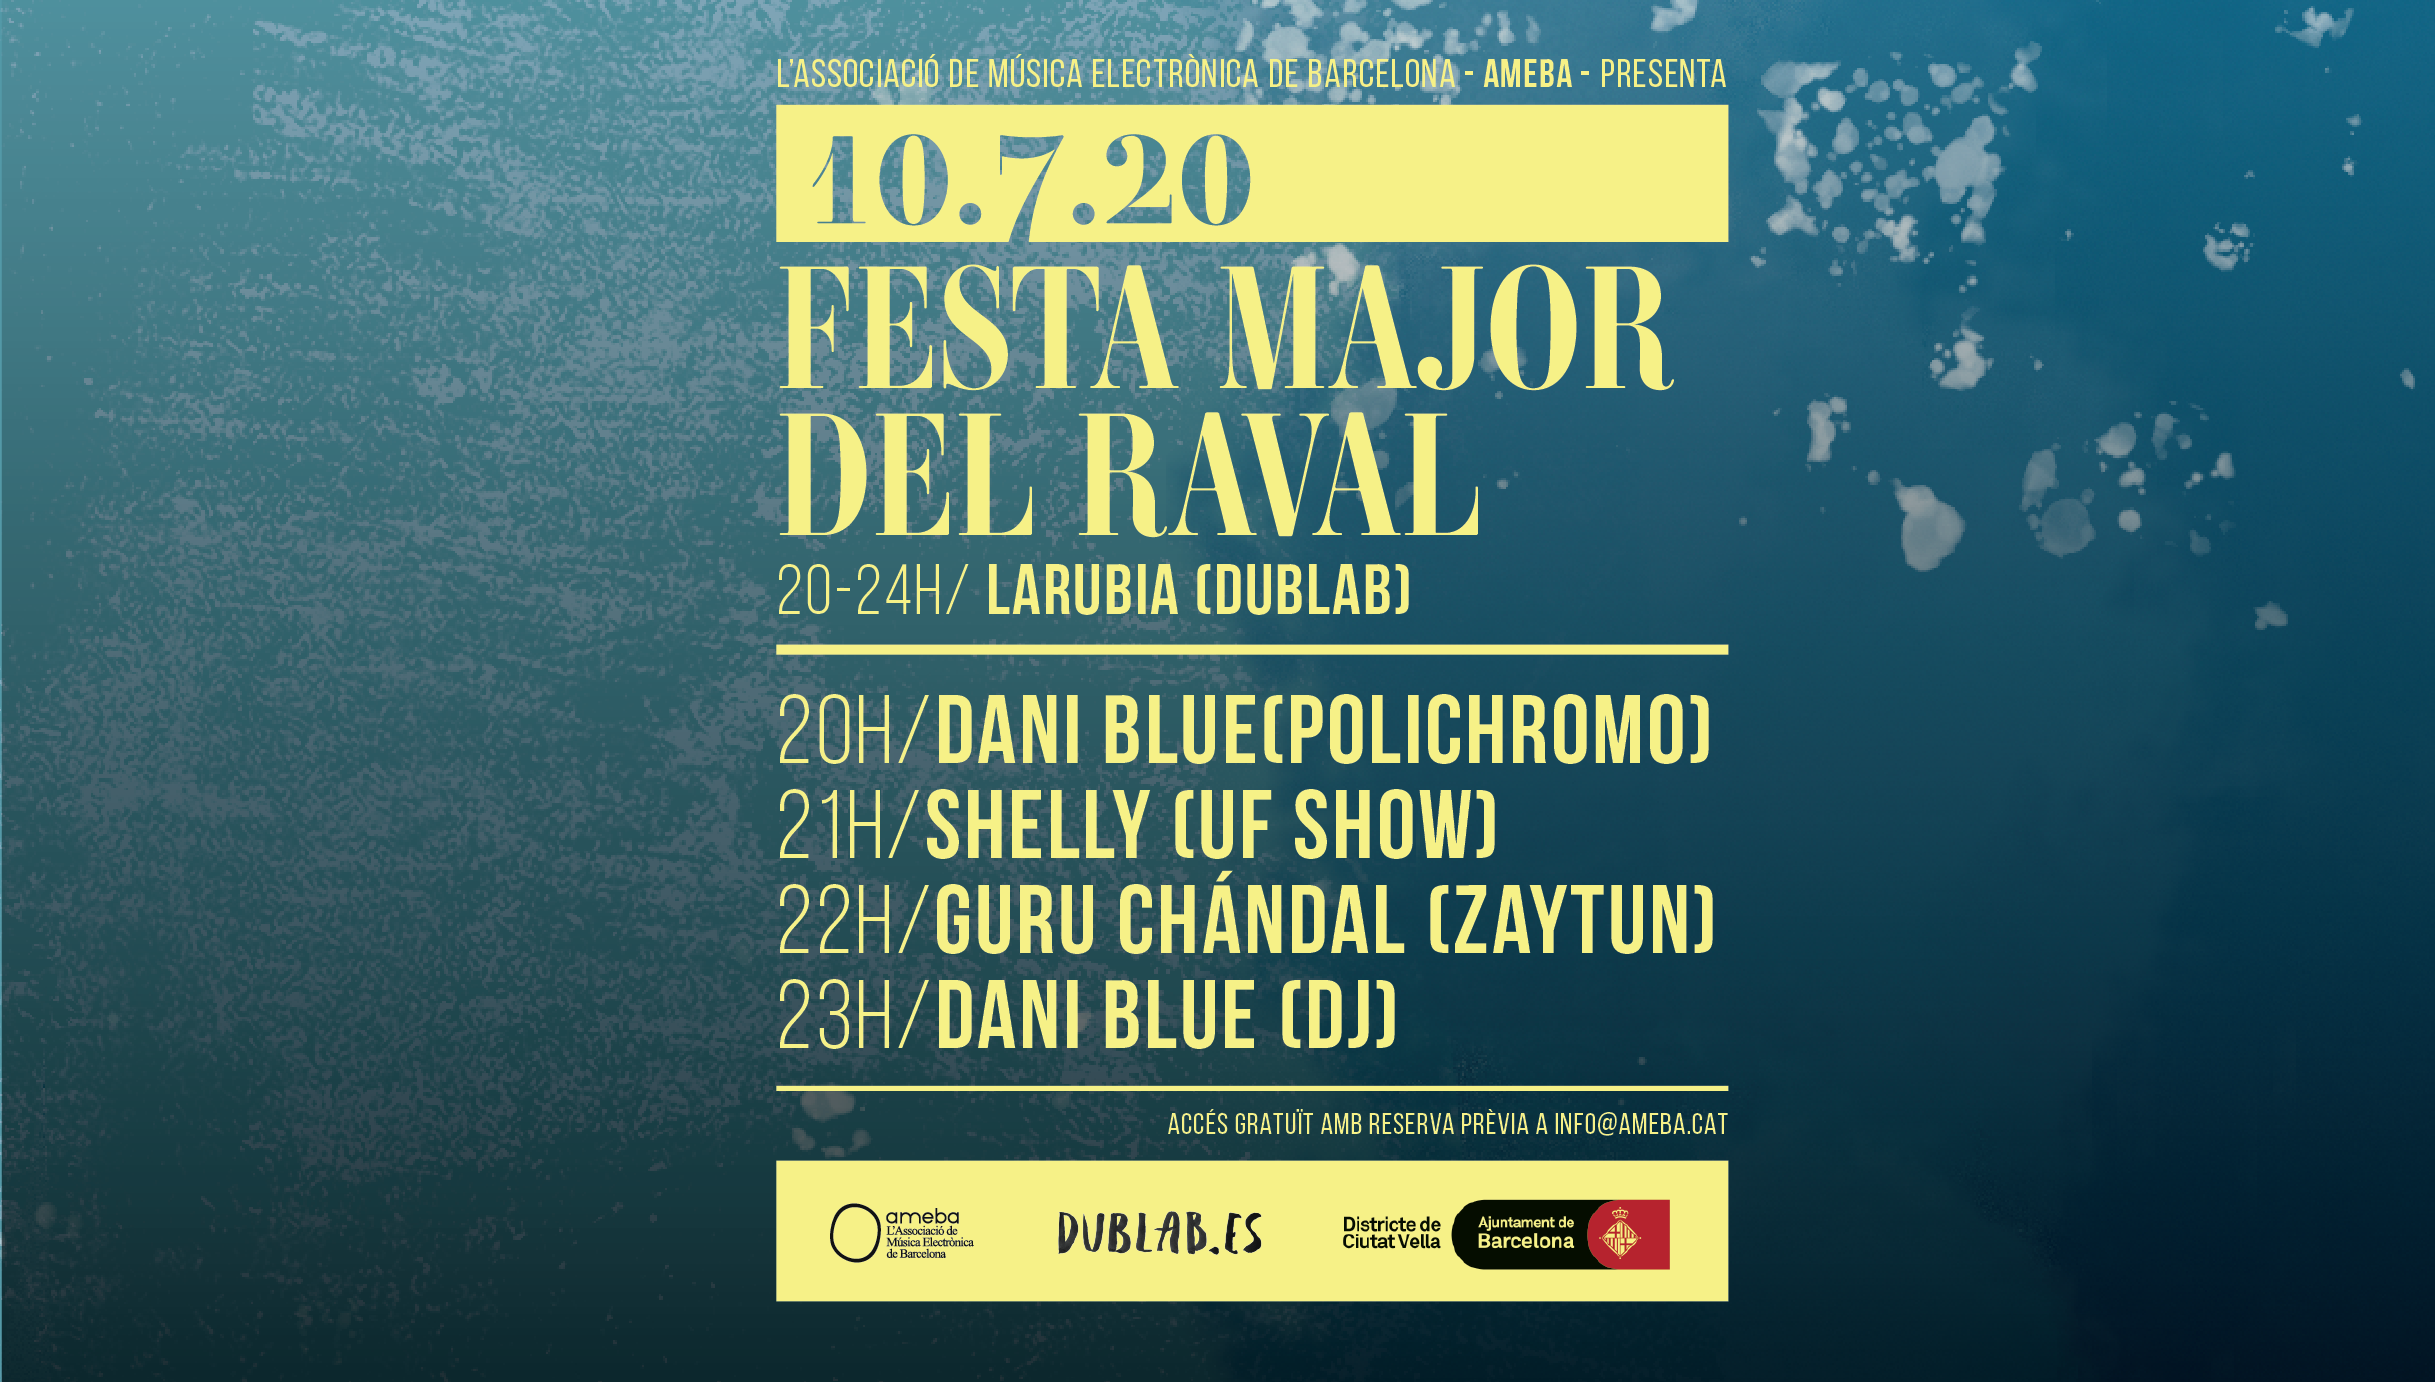 L'ASSOCIACIÓ DE MÚSICA ELECTRÒNICA DE BARCELONA - AMEBA - PRESENTA
10.7.20
FESTA MAJOR
DEL RAVAL
20-24H/ LARUBIA (DUBLAB)
20H/DANI BLUE(POLICHROMO)
21H/SHELLY (UF SHOW)
22H/GURU CHÁNDAL (ZAYTUN)
23H/DANI BLUE (DJ)
ACCÉS GRATUÏT AMB RESERVA PRÈVIA A INFO@AMEBA.CAT
ameba
L'Associació de
Música Electrònica
de Barcelona
DUBLAB.ES
Districte de
Ciutat Vella
Ajuntament de
Barcelona